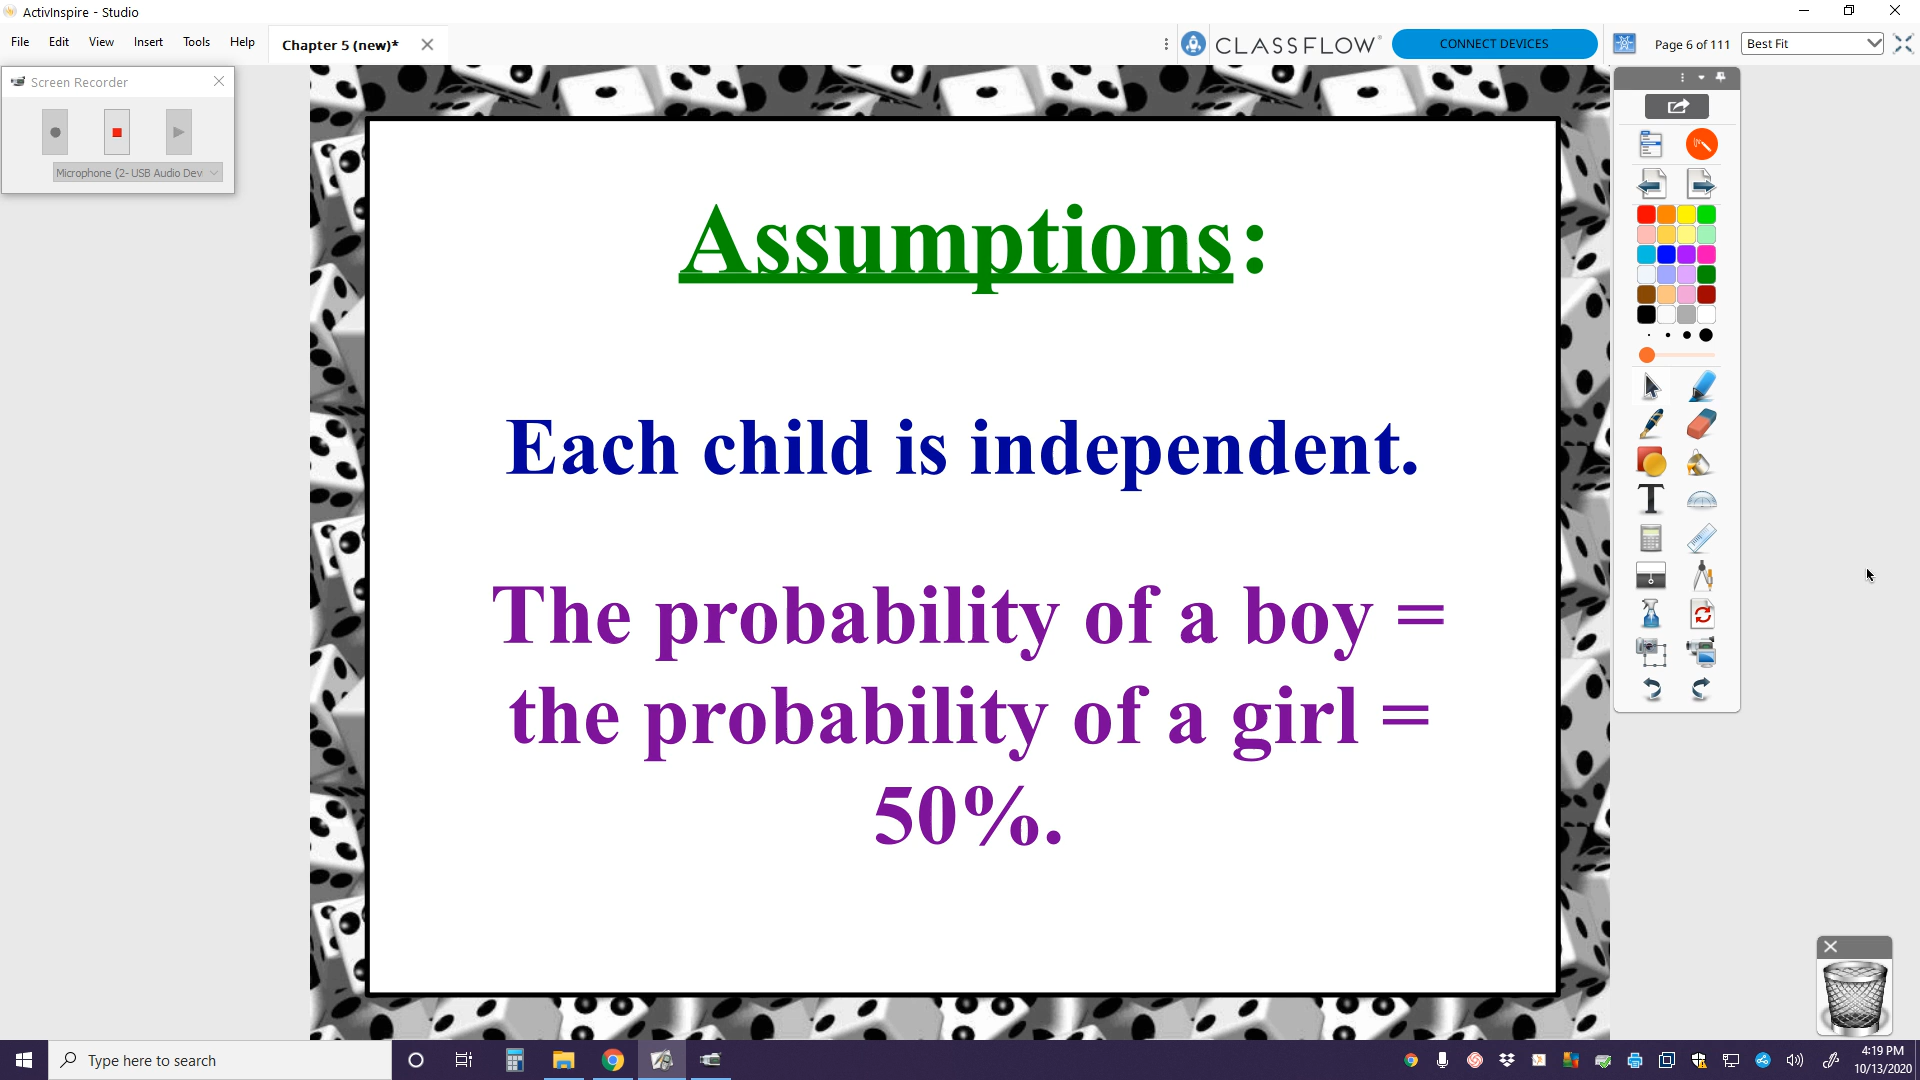 ActivInspire - Studio
File Edit View Insert Tools Help
Chapter 5 (new)*
CLASSFLOW
CONNECT DEVICES
Page 6 of 111
Best Fit
Screen Recorder
Microphone (2- USB Audio Dev
Assumptions:
Each child is independent.
The probability of a boy =
the probability of a girl =
50%.
Type here to search
4:19 PM
10/13/2020